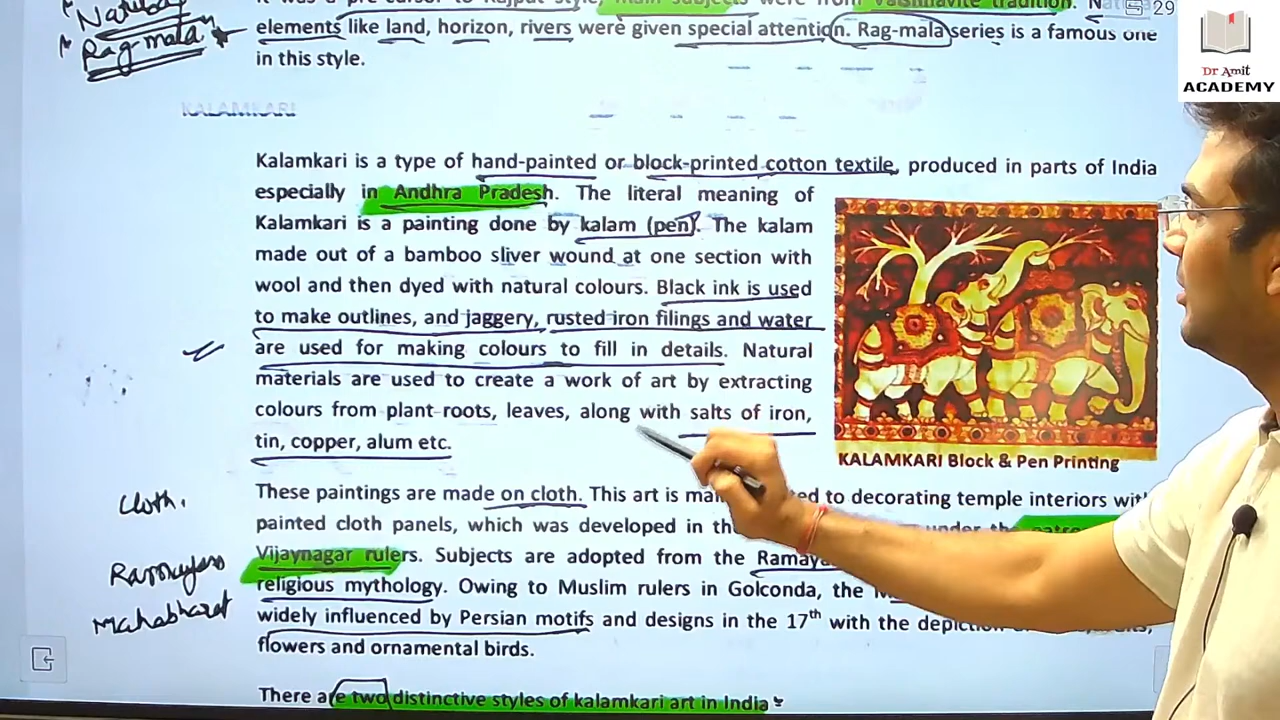 Rag-mala
elements like land, horizon, rivers were given special attention. Rag-mala series is a famous one
in this style.
29
Dr Amit
ACADEMY
KALAMKARI
Kalamkari is a type of hand-painted or block-printed cotton textile, produced in parts of India
especially in Andhra Pradesh. The literal meaning of
Kalamkari is a painting done by kalam (pen). The kalam
made out of a bamboo sliver wound at one section with
wool and then dyed with natural colours. Black ink is used
to make outlines, and jaggery, rusted iron filings and water
are used for making colours to fill in details. Natural
materials are used to create a work of art by extracting
colours from plant roots, leaves, along with salts of iron,
tin, copper, alum etc.
KALAMKARI Block & Pen Printing
Cloth.
These paintings are made on cloth. This art is to decorating temple interiors
painted cloth panels, which was developed in under the
Vijaynagar rulers. Subjects are adopted from the
religious mythology. Owing to Muslim rulers in Golconda, the
widely influenced by Persian motifs and designs in the 17th with the
flowers and ornamental birds.
Mahabharat
There are two distinctive styles of kalamkari art in India